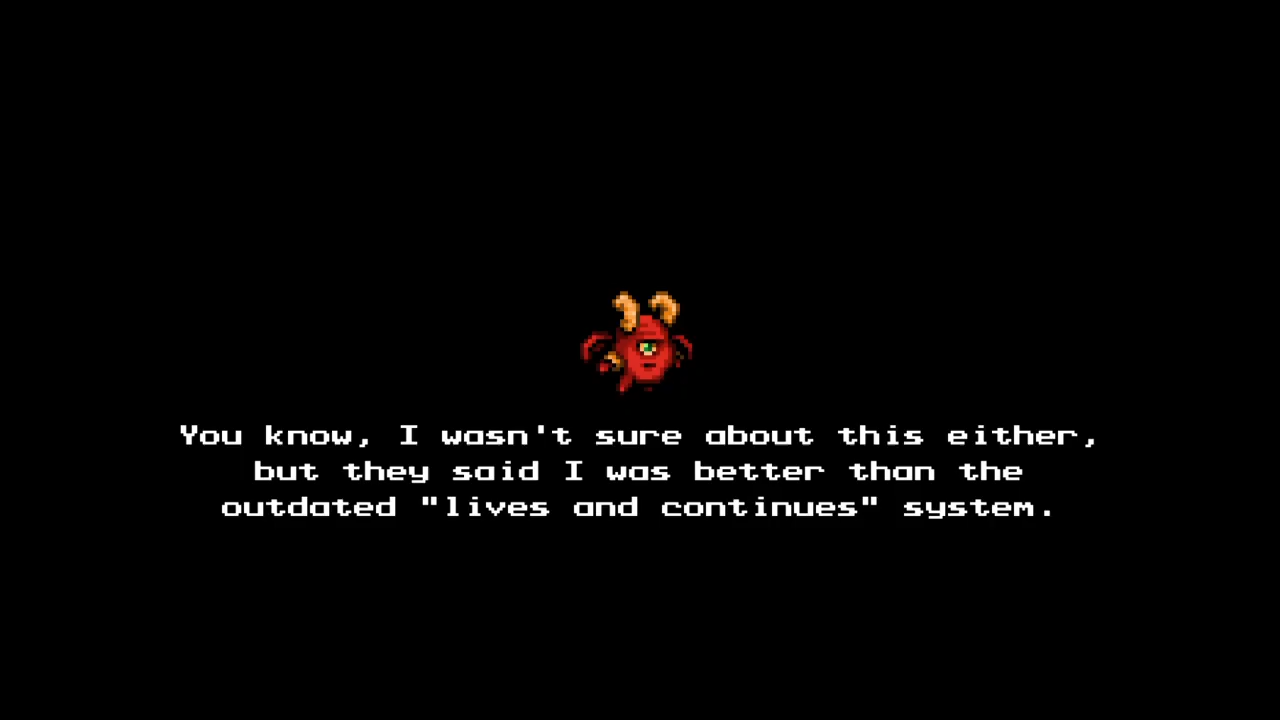 You know, I wasn't sure about this either,
but they said I was better than the
outdated "lives and continues" system.